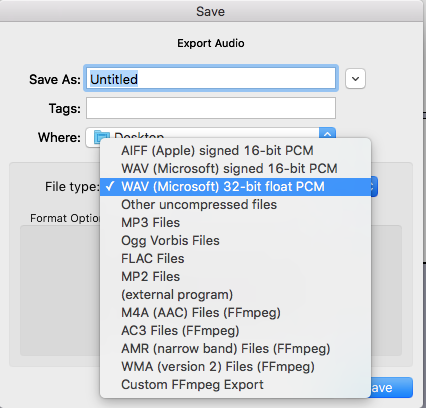 Save
Export Audio
Save As: Untitled
Tags:
Where: Desktop
AIFF (Apple) signed 16-bit PCM
WAV (Microsoft) signed 16-bit PCM
File type: ✓ WAV (Microsoft) 32-bit float PCM
Other uncompressed files
MP3 Files
Format Optio
Ogg Vorbis Files
FLAC Files
MP2 Files
(external program)
M4A (AAC) Files (FFmpeg)
AC3 Files (FFmpeg)
AMR (narrow band) Files (FFmpeg)
WMA (version 2) Files (FFmpeg)
Custom FFmpeg Export
ave